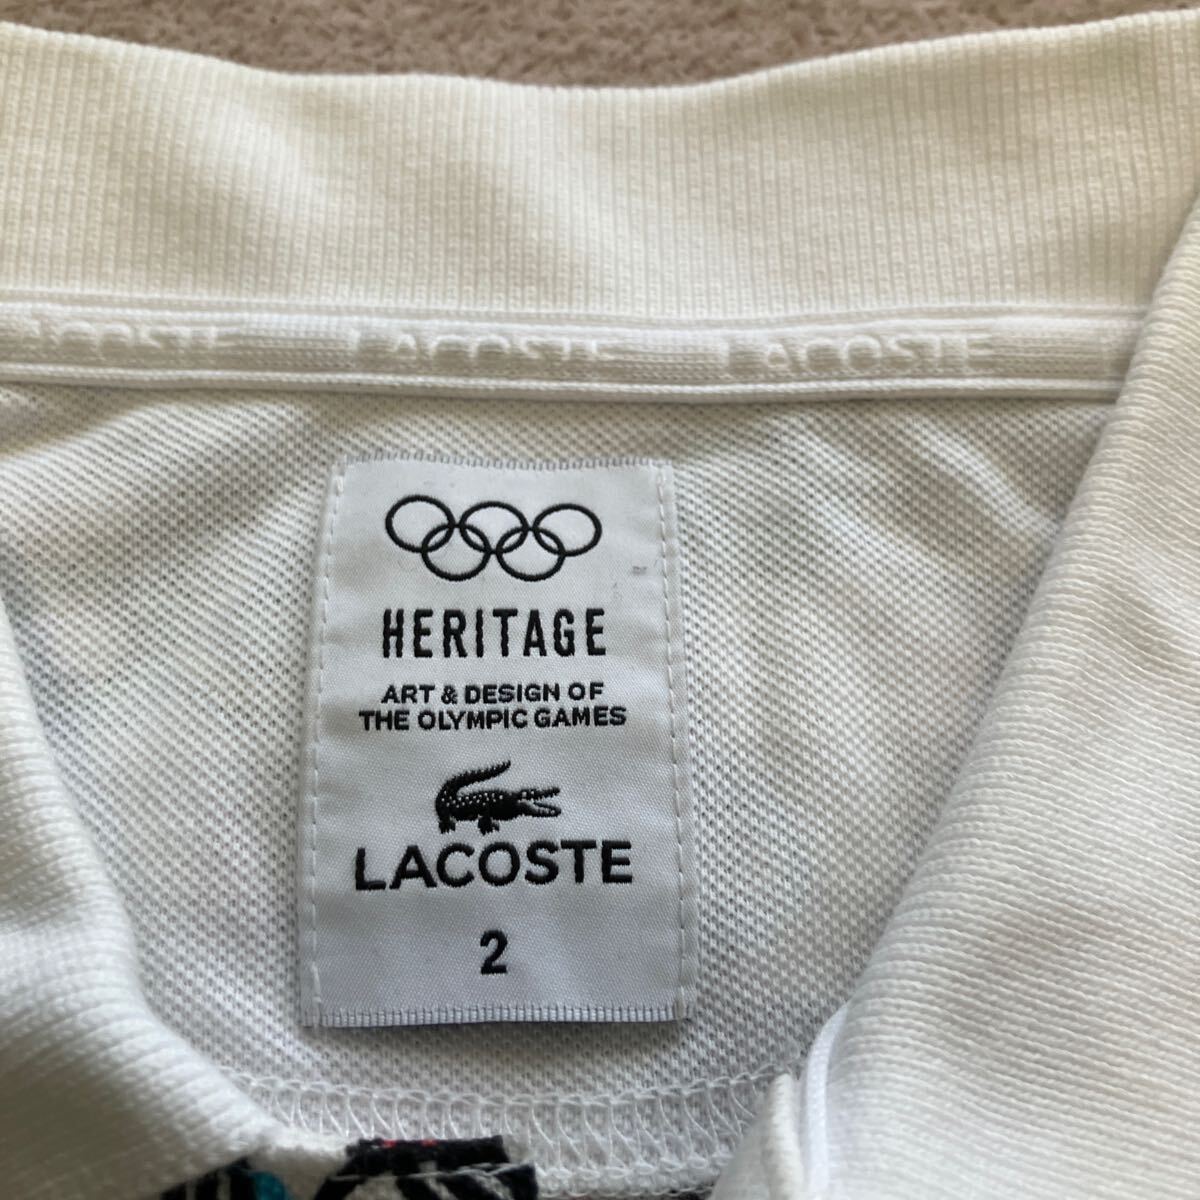 LACOSTE LACOSTE LACOSTE
HERITAGE
ART & DESIGN OF
THE OLYMPIC GAMES
LACOSTE
2